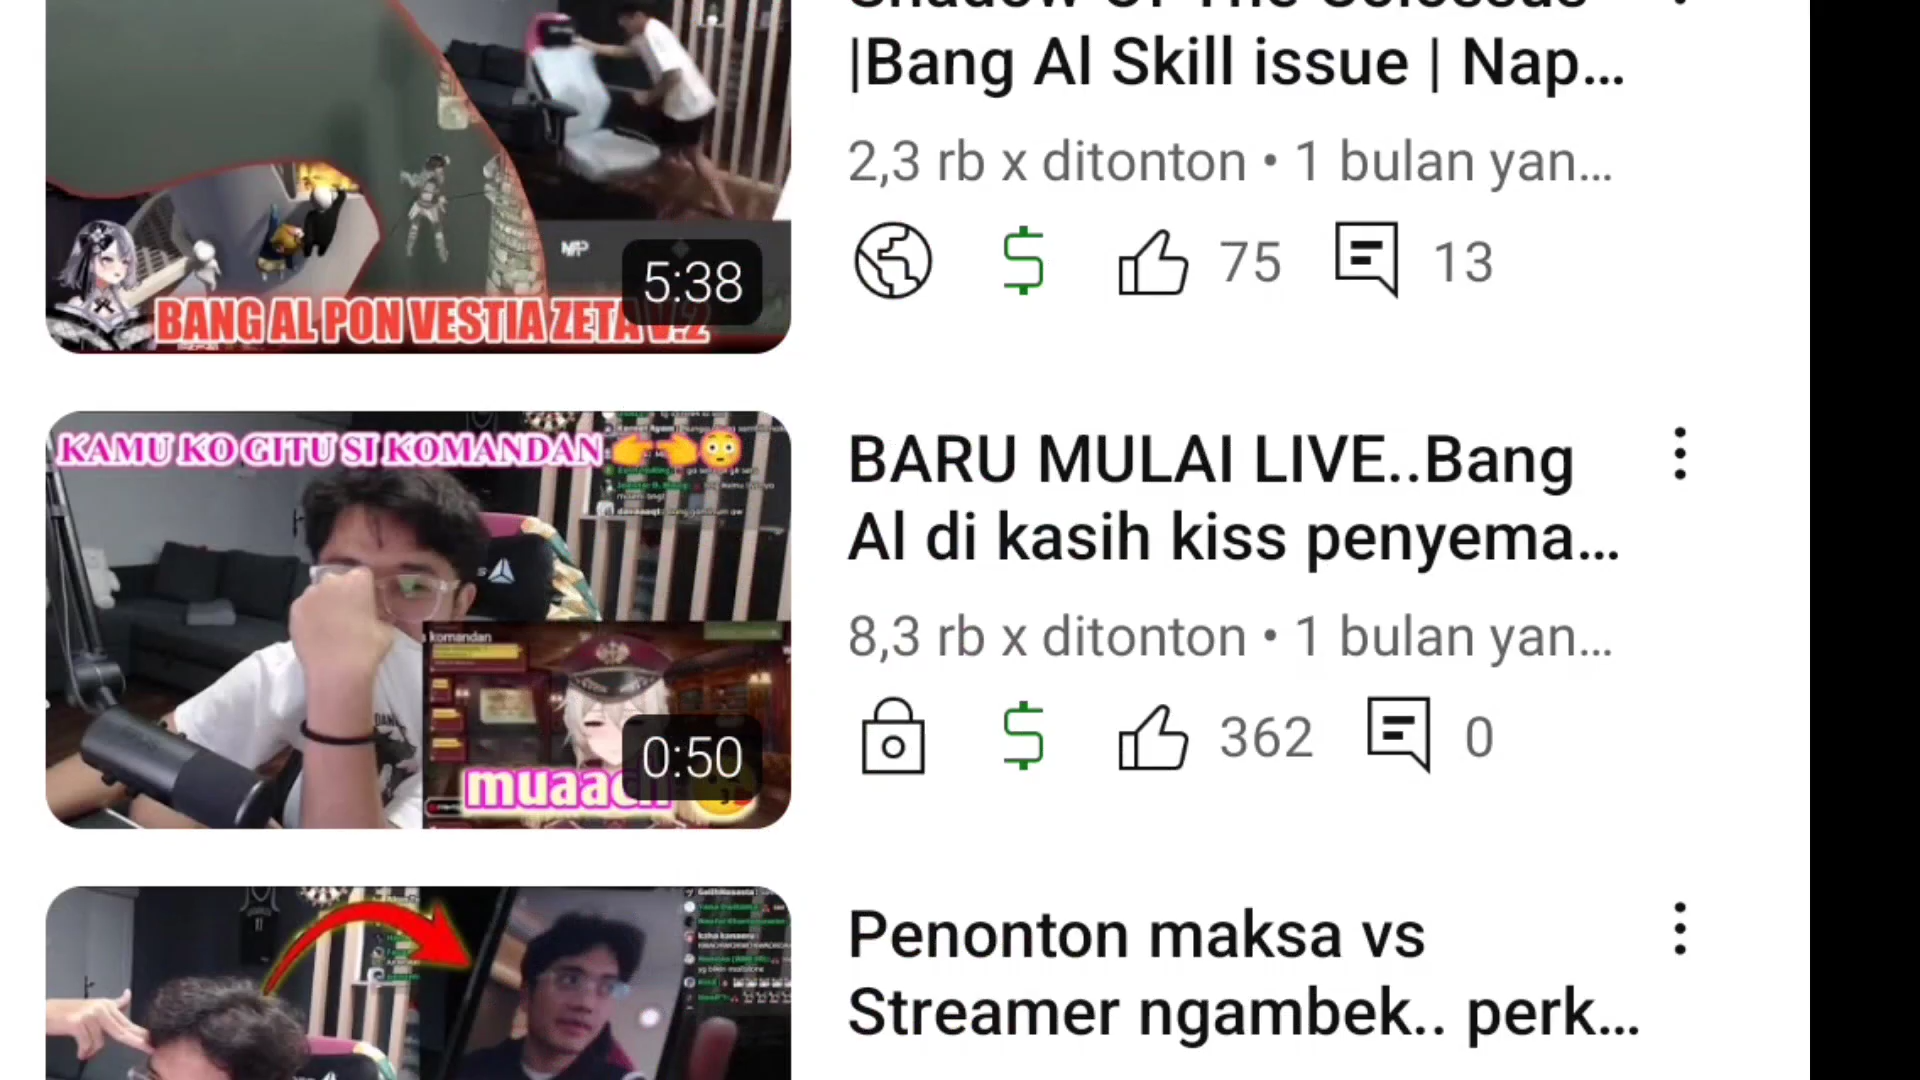 |Bang Al Skill issue | Nap...
2,3 rb x ditonton • 1 bulan yan...
75
13
5:38
BANG AL PON VESTIA ZETA V.2
KAMU KO GITU SI KOMANDAN
BARU MULAI LIVE..Bang
Al di kasih kiss penyema...
8,3 rb x ditonton • 1 bulan yan...
362
0
komandan
muaach
0:50
Penonton maksa vs
Streamer ngambek.. perk...